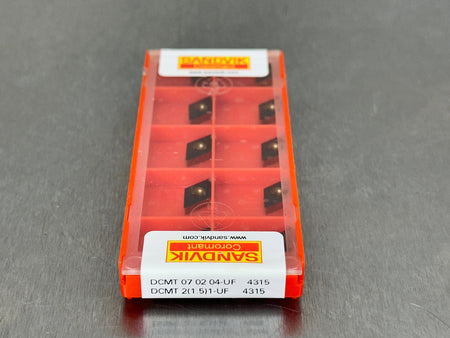 SANDVIK
www.sandvik.com
SANDVIK
Coromant
DCMT 07 02 04-UF 4315
DCMT 2(1.5)1-UF 4315